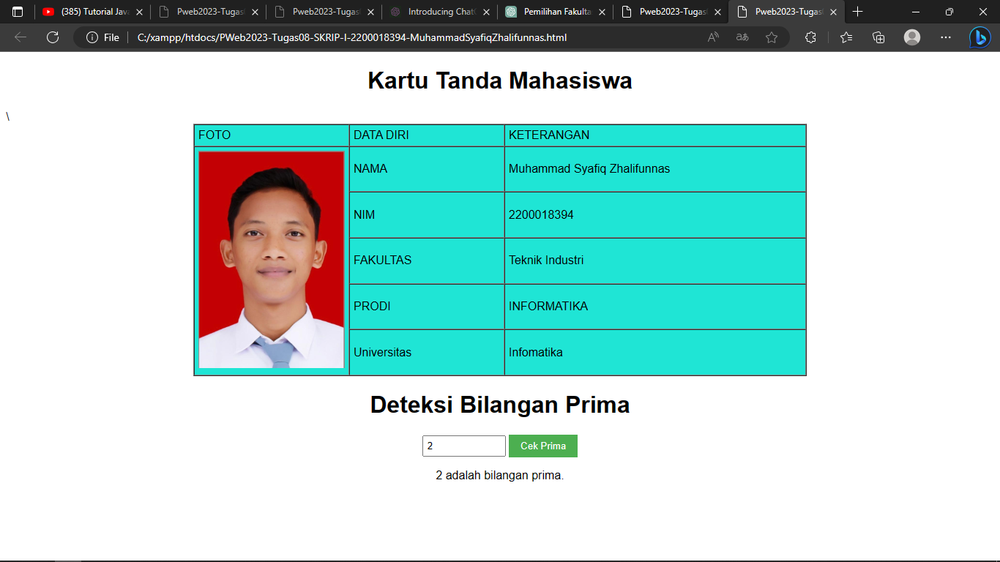 (385) Tutorial Java
Pweb2023-Tugas
Pweb2023-Tugas
Introducing ChatG
Pemilihan Fakulta
Pweb2023-Tugas
Pweb2023-Tugas
File
C:/xampp/htdocs/PWeb2023-Tugas08-SKRIP-I-2200018394-MuhammadSyafiqZhalifunnas.html
Kartu Tanda Mahasiswa
\
FOTO DATA DIRI KETERANGAN
NAMA Muhammad Syafiq Zhalifunnas
NIM 2200018394
FAKULTAS Teknik Industri
PRODI INFORMATIKA
Universitas Infomatika
Deteksi Bilangan Prima
2 Cek Prima
2 adalah bilangan prima.